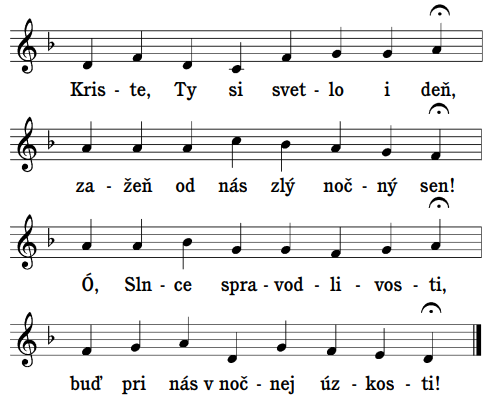 Kris - te, Ty si svet - lo i deň,
za - žeň od nás zlý noč - ný sen!
Ó, Sln - ce spra - vod - li - vos - ti,
buď pri nás v noč - nej úz - kos - ti!